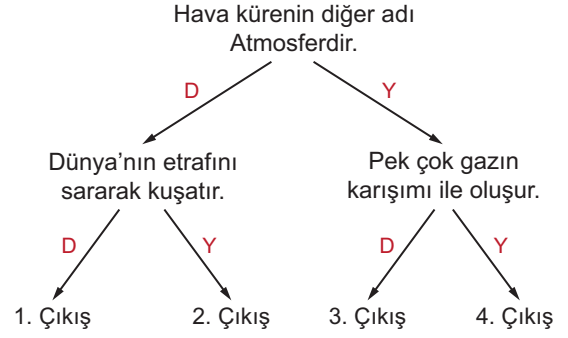 Hava kürenin diğer adı
Atmosferdir.
D
Y
Dünya’nın etrafını
sararak kuşatır.
Pek çok gazın
karışımı ile oluşur.
D
Y
D
Y
1. Çıkış
2. Çıkış
3. Çıkış
4. Çıkış